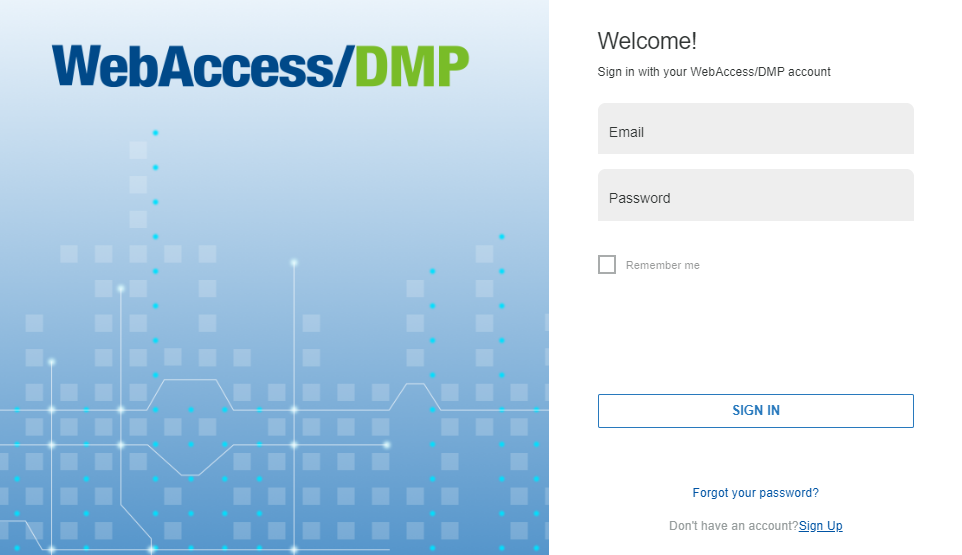 WebAccess/DMP
Welcome!
Sign in with your WebAccess/DMP account
Email
Password
Remember me
SIGN IN
Forgot your password?
Don't have an account?Sign Up